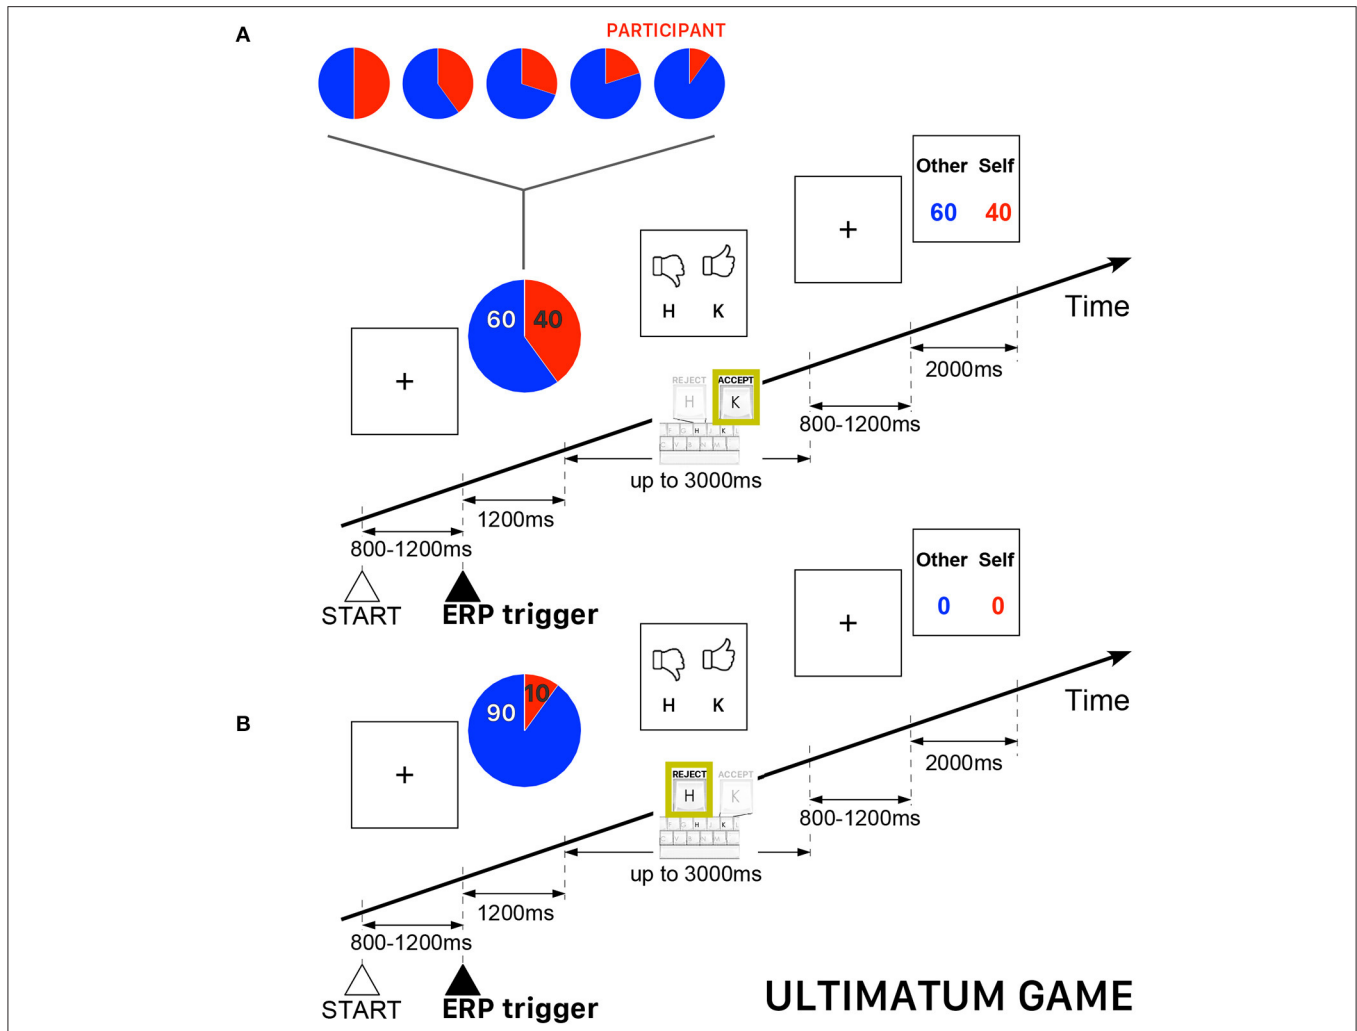 A
PARTICIPANT
Other Self
60 40
+
H K
Time
60 40
+
2000ms
REJECT ACCEPT
H K
800-1200ms
F G H J K L
C V B N M
up to 3000ms
1200ms
800-1200ms
START
ERP trigger
Other Self
0 0
+
H K
Time
90 10
B
+
2000ms
REJECT ACCEPT
H K
800-1200ms
F G H J K L
C V B N M
up to 3000ms
1200ms
800-1200ms
START
ERP trigger
ULTIMATUM GAME